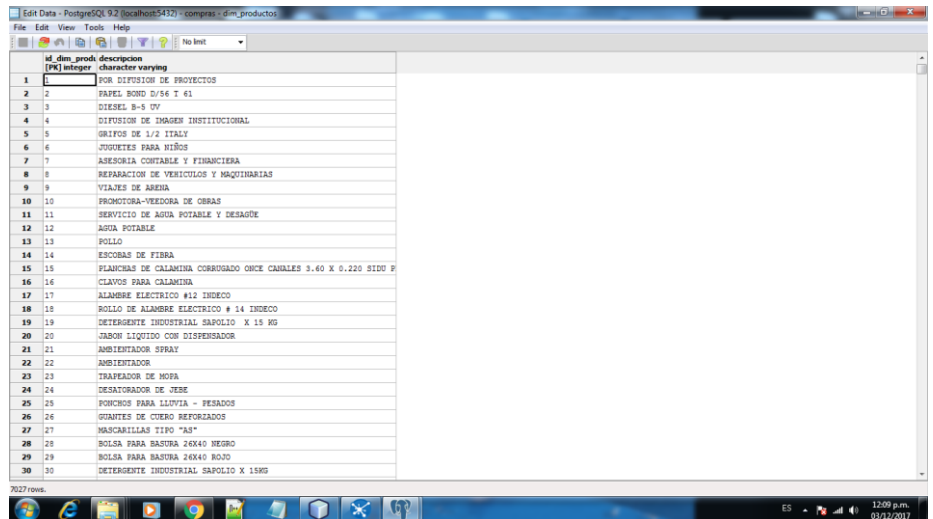 Edit Data - PostgreSQL 9.2 (localhost:5432) - compras - dim_productos
File Edit View Tools Help
No limit
id_dim_produ descripcion
[PK] integer character varying
1 1 POR DIFUSION DE PROYECTOS
2 2 PAPEL BOND D/56 T 61
3 3 DIESEL B-5 UV
4 4 DIFUSION DE IMAGEN INSTITUCIONAL
5 5 GRIFOS DE 1/2 ITALY
6 6 JUGUETES PARA NIÑOS
7 7 ASESORIA CONTABLE Y FINANCIERA
8 8 REPARACION DE VEHICULOS Y MAQUINARIAS
9 9 VIAJES DE ARENA
10 10 PROMOTORA-VEEDORA DE OBRAS
11 11 SERVICIO DE AGUA POTABLE Y DESAGÜE
12 12 AGUA POTABLE
13 13 POLLO
14 14 ESCOBAS DE FIBRA
15 15 PLANCHAS DE CALAMINA CORRUGADO ONCE CANALES 3.60 X 0.220 SIDU P
16 16 CLAVOS PARA CALAMINA
17 17 ALAMBRE ELECTRICO #12 INDECO
18 18 ROLLO DE ALAMBRE ELECTRICO # 14 INDECO
19 19 DETERGENTE INDUSTRIAL SAPOLIO X 15 KG
20 20 JABON LIQUIDO CON DISPENSADOR
21 21 AMBIENTADOR SPRAY
22 22 AMBIENTADOR
23 23 TRAPEADOR DE MOPA
24 24 DESATORADOR DE JEBE
25 25 PONCHOS PARA LLUVIA - PESADOS
26 26 GUANTES DE CUERO REFORZADOS
27 27 MASCARILLAS TIPO "AS"
28 28 BOLSA PARA BASURA 26X40 NEGRO
29 29 BOLSA PARA BASURA 26X40 ROJO
30 30 DETERGENTE INDUSTRIAL SAPOLIO X 15KG
7027 rows.
ES
12:09 p.m.
03/12/2017